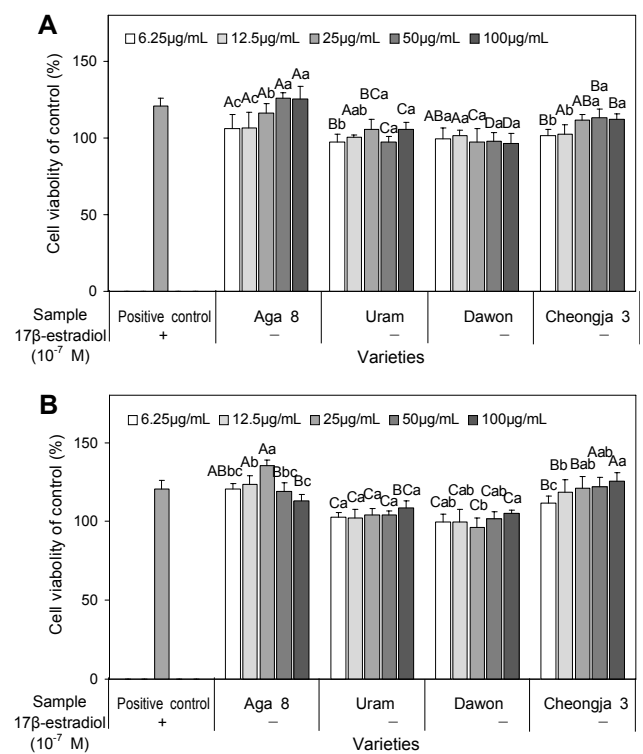 A
6.25µg/mL 12.5µg/mL 25µg/mL 50µg/mL 100µg/mL
Cell viabolity of control (%)
150
100
50
0
Ac Ac Ab Aa Aa
Bb Aab BCa Ca Ca
ABa Aa Ca Da Da
Bb Ab ABa Ba Ba
Sample Positive control Aga 8 Uram Dawon Cheongja 3
17β-estradiol + – – – –
(10⁻⁷ M) Varieties
B
6.25µg/mL 12.5µg/mL 25µg/mL 50µg/mL 100µg/mL
Cell viabolity of control (%)
150
100
50
0
ABbc Ab Aa Bbc Bc
Ca Ca Ca Ca BCa
Cab Cab Cb Cab Ca
Bc Bb Bab Aab Aa
Sample Positive control Aga 8 Uram Dawon Cheongja 3
17β-estradiol + – – – –
(10⁻⁷ M) Varieties